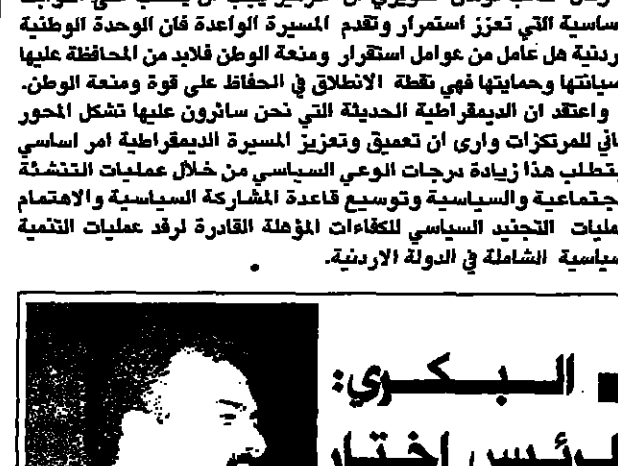 ساسية التي تعزز استمرار وتقدم المسيرة الواعدة فان الوحدة الوطنية
ردنية هل عامل من عوامل استقرار ومنعة الوطن فلابد من المحافظة عليها
صيانتها وحمايتها فهي نقطة الانطلاق في الحفاظ على قوة ومنعة الوطن.
واعتقد ان الديمقراطية الحديثة التي نحن سائرون عليها تشكل المحور
اني للمرتكزات وارى ان تعميق وتعزيز المسيرة الديمقراطية امر اساسي
يتطلب هذا زيادة درجات الوعي السياسي من خلال عمليات التنشئة
جتماعية والسياسية وتوسيع قاعدة المشاركة السياسية والاهتمام
مليات التجنيد السياسي للكفاءات المؤهلة القادرة لرفد عمليات التنمية
سياسية الشاملة في الدولة الاردنية.
البكري:
لرئيس اختار